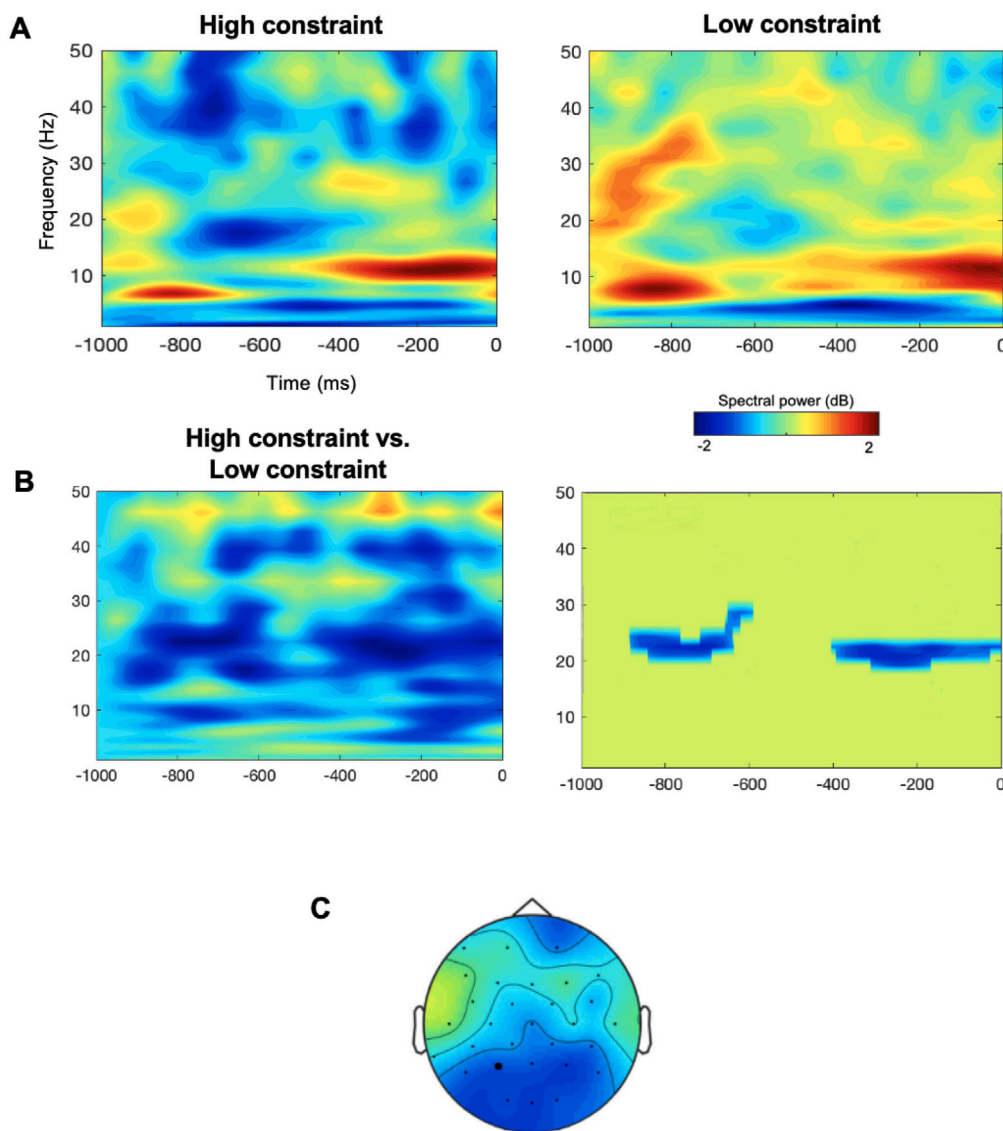 A
High constraint
Low constraint
50
40
30
20
10
Frequency (Hz)
-1000 -800 -600 -400 -200 0
Time (ms)
50
40
30
20
10
-1000 -800 -600 -400 -200 0
Spectral power (dB)
-2 2
High constraint vs.
Low constraint
B
50
40
30
20
10
-1000 -800 -600 -400 -200 0
50
40
30
20
10
-1000 -800 -600 -400 -200 0
C